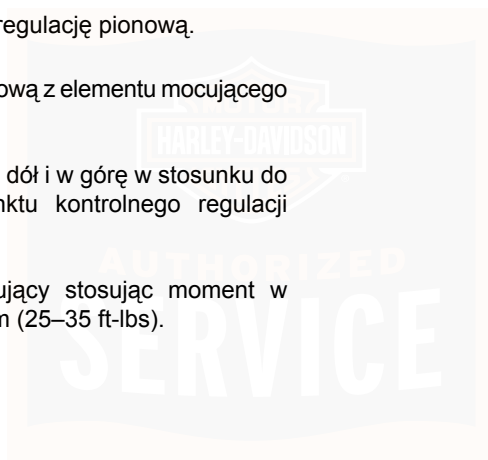 regulację pionową.
ową z elementu mocującego
dół i w górę w stosunku do
nktu kontrolnego regulacji
ujący stosując moment w
m (25–35 ft-lbs).
MOTOR
HARLEY-DAVIDSON
AUTHORIZED
SERVICE